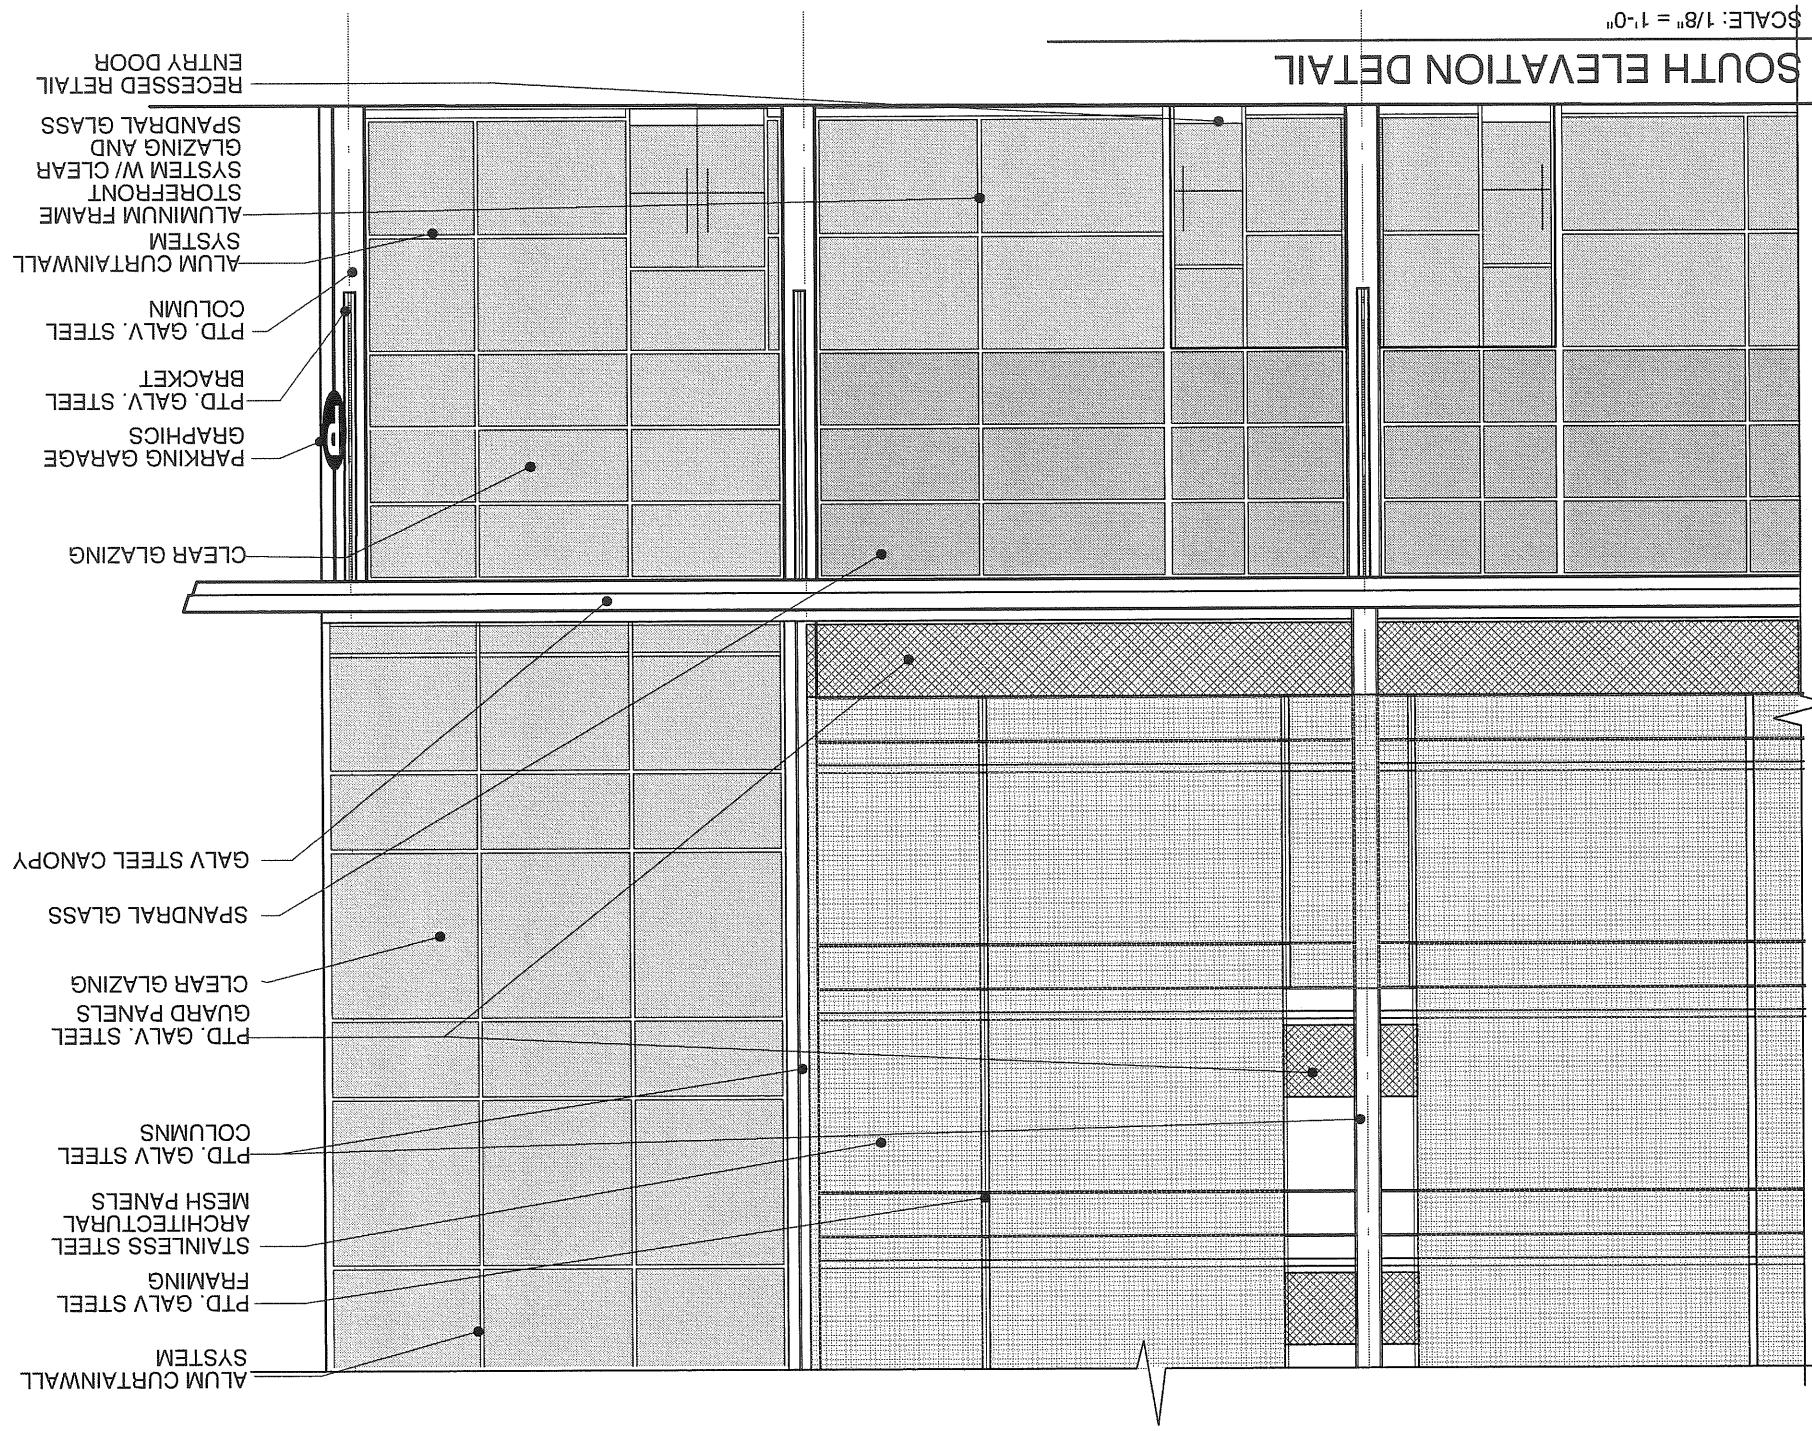 ALUM CURTAINWALL
SYSTEM
PTD. GALV STEEL
FRAMING
STAINLESS STEEL
ARCHITECTURAL
MESH PANELS
PTD. GALV STEEL
COLUMNS
PTD. GALV. STEEL
GUARD PANELS
CLEAR GLAZING
SPANDRAL GLASS
GALV STEEL CANOPY
CLEAR GLAZING
PARKING GARAGE
GRAPHICS
PTD. GALV. STEEL
BRACKET
PTD. GALV. STEEL
COLUMN
ALUM CURTAINWALL
SYSTEM
ALUMINUM FRAME
STOREFRONT
SYSTEM W/ CLEAR
GLAZING AND
SPANDRAL GLASS
RECESSED RETAIL
ENTRY DOOR
SOUTH ELEVATION DETAIL
SCALE: 1/8" = 1'-0"